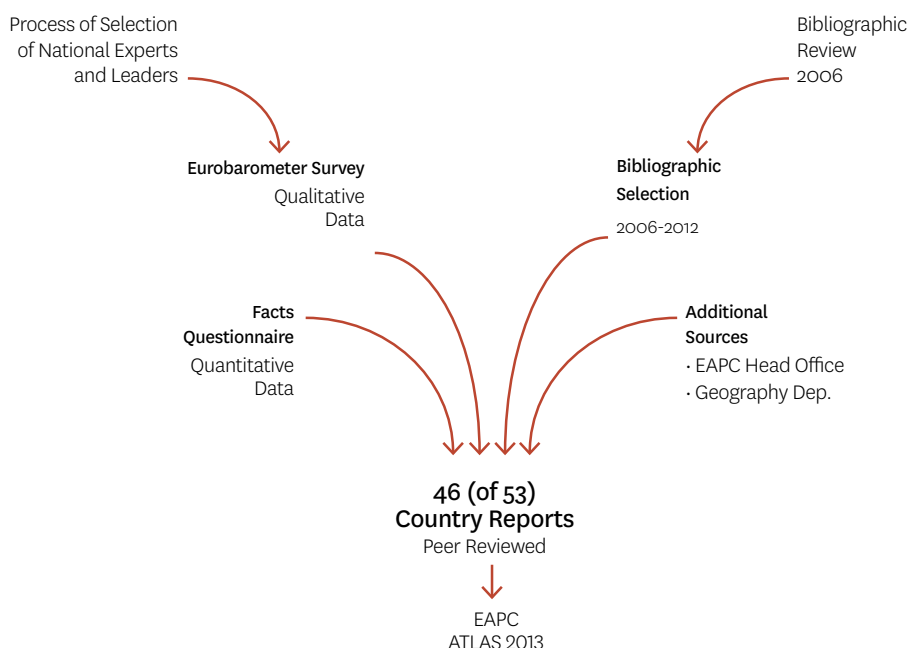 Process of Selection
of National Experts
and Leaders
Bibliographic
Review
2006
Eurobarometer Survey
Qualitative
Data
Bibliographic
Selection
2006-2012
Facts
Questionnaire
Quantitative
Data
Additional
Sources
· EAPC Head Office
· Geography Dep.
46 (of 53)
Country Reports
Peer Reviewed
EAPC
ATLAS 2013